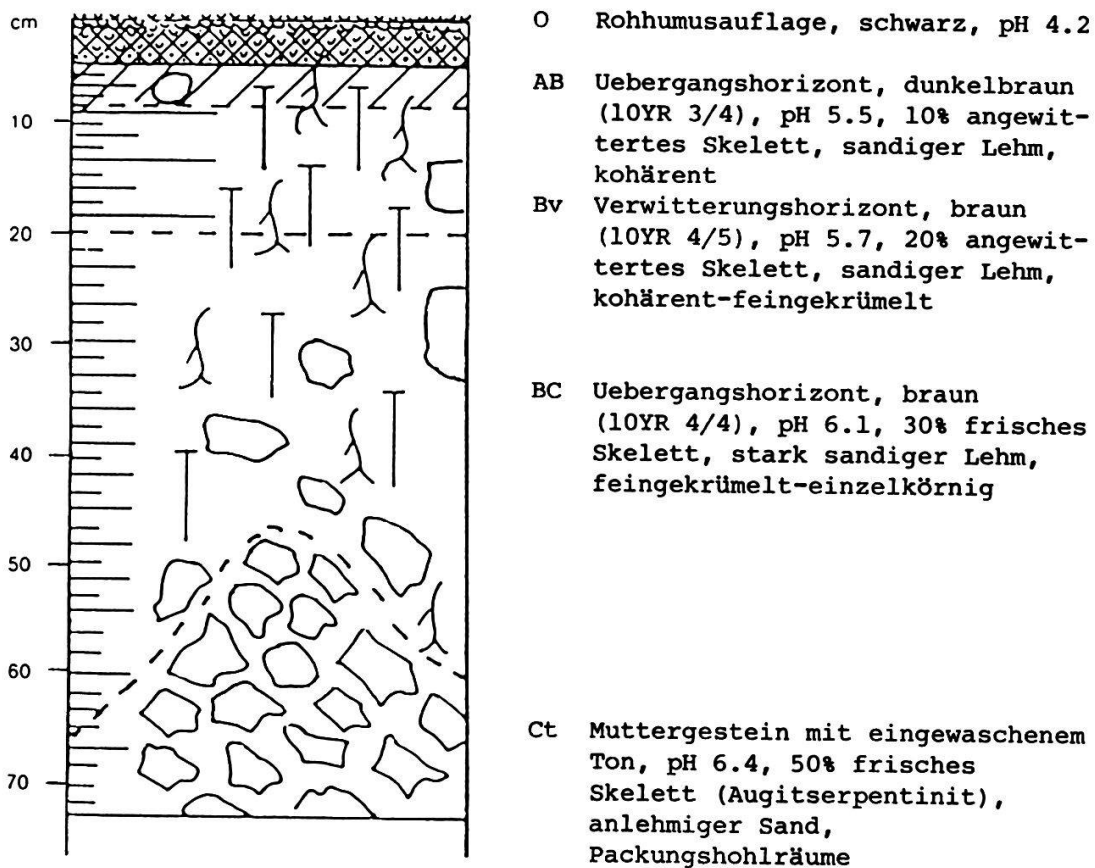 cm
10
20
30
40
50
60
70
O Rohhumusauflage, schwarz, pH 4.2
AB Uebergangshorizont, dunkelbraun
(10YR 3/4), pH 5.5, 10% angewit-
tertes Skelett, sandiger Lehm,
kohärent
Bv Verwitterungshorizont, braun
(10YR 4/5), pH 5.7, 20% angewit-
tertes Skelett, sandiger Lehm,
kohärent-feingekrümelt
BC Uebergangshorizont, braun
(10YR 4/4), pH 6.1, 30% frisches
Skelett, stark sandiger Lehm,
feingekrümelt-einzelkörnig
Ct Muttergestein mit eingewaschenem
Ton, pH 6.4, 50% frisches
Skelett (Augitserpentinit),
anlehmiger Sand,
Packungshohlräume